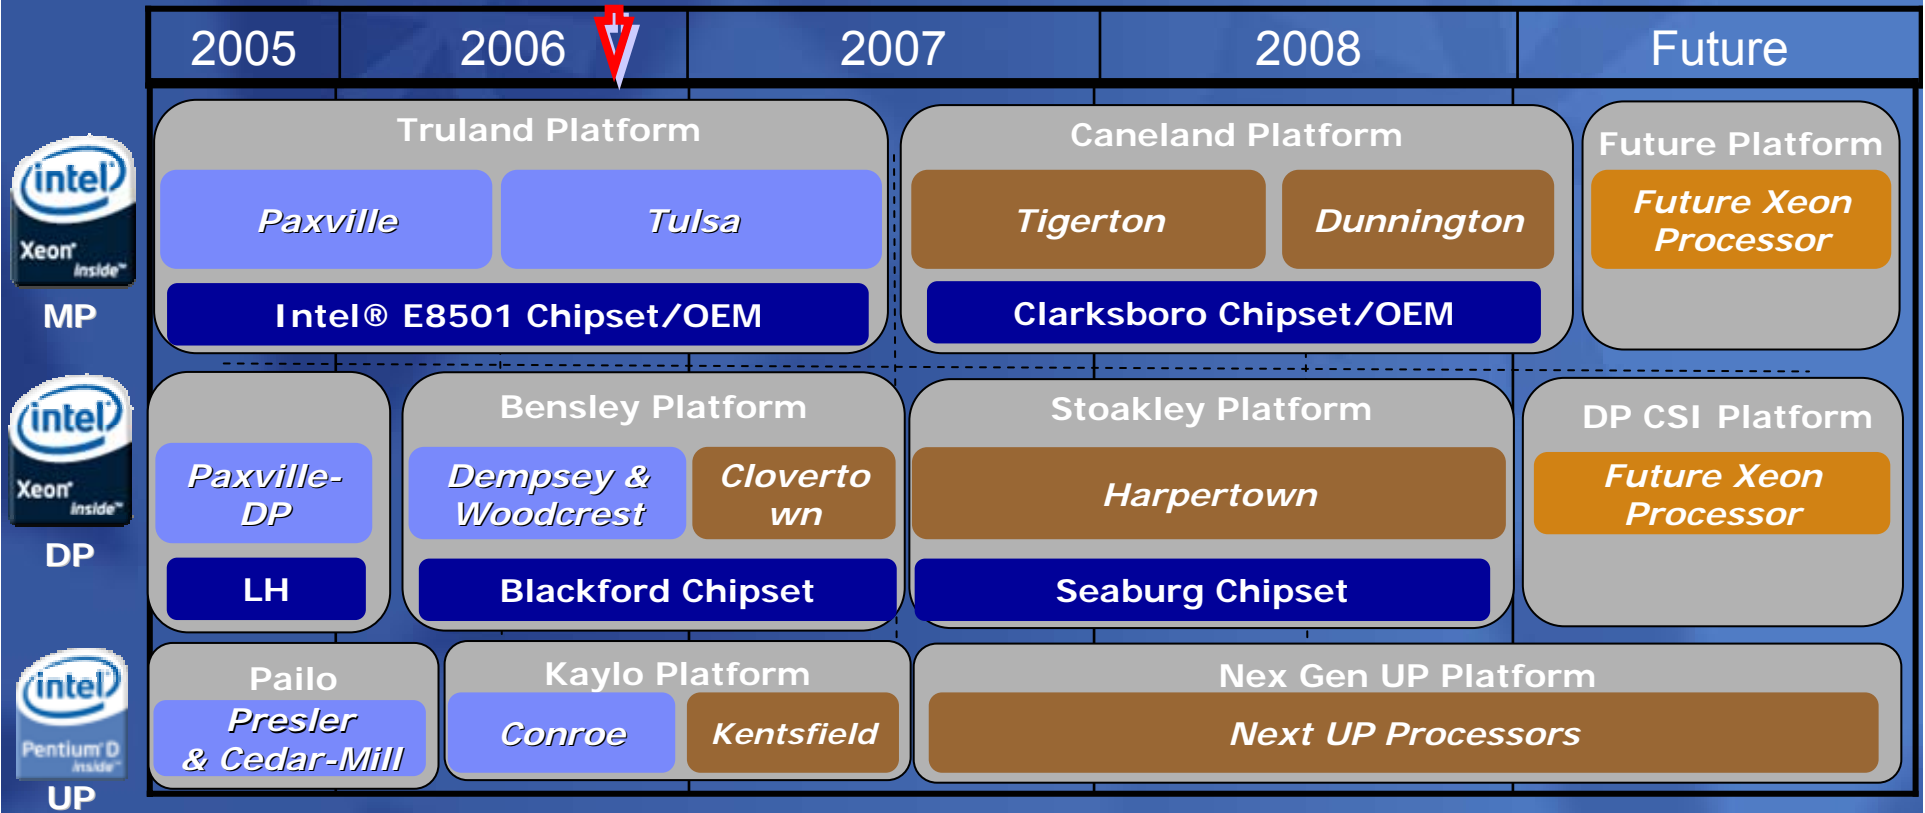 2005 2006 2007 2008 Future
Truland Platform
Caneland Platform
Future Platform
intel
Xeon
inside™
MP
Paxville
Tulsa
Tigerton
Dunnington
Future Xeon
Processor
Intel® E8501 Chipset/OEM
Clarksboro Chipset/OEM
intel
Xeon
inside™
DP
Bensley Platform
Stoakley Platform
DP CSI Platform
Paxville-
DP
Dempsey &
Woodcrest
Cloverto
wn
Harpertown
Future Xeon
Processor
LH
Blackford Chipset
Seaburg Chipset
intel
Pentium D
inside
UP
Pailo
Kaylo Platform
Nex Gen UP Platform
Presler
& Cedar-Mill
Conroe
Kentsfield
Next UP Processors